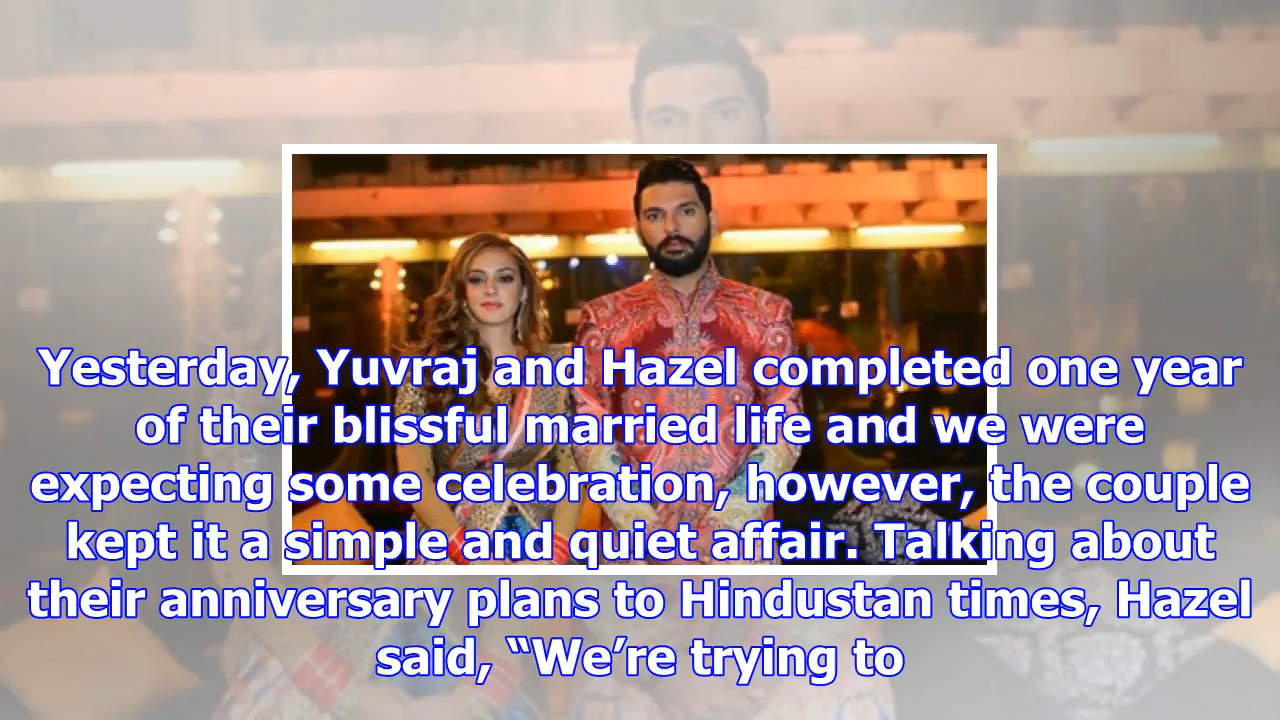 Yesterday, Yuvraj and Hazel completed one year
of their blissful married life and we were
expecting some celebration, however, the couple
kept it a simple and quiet affair. Talking about
their anniversary plans to Hindustan times, Hazel
said, “We’re trying to